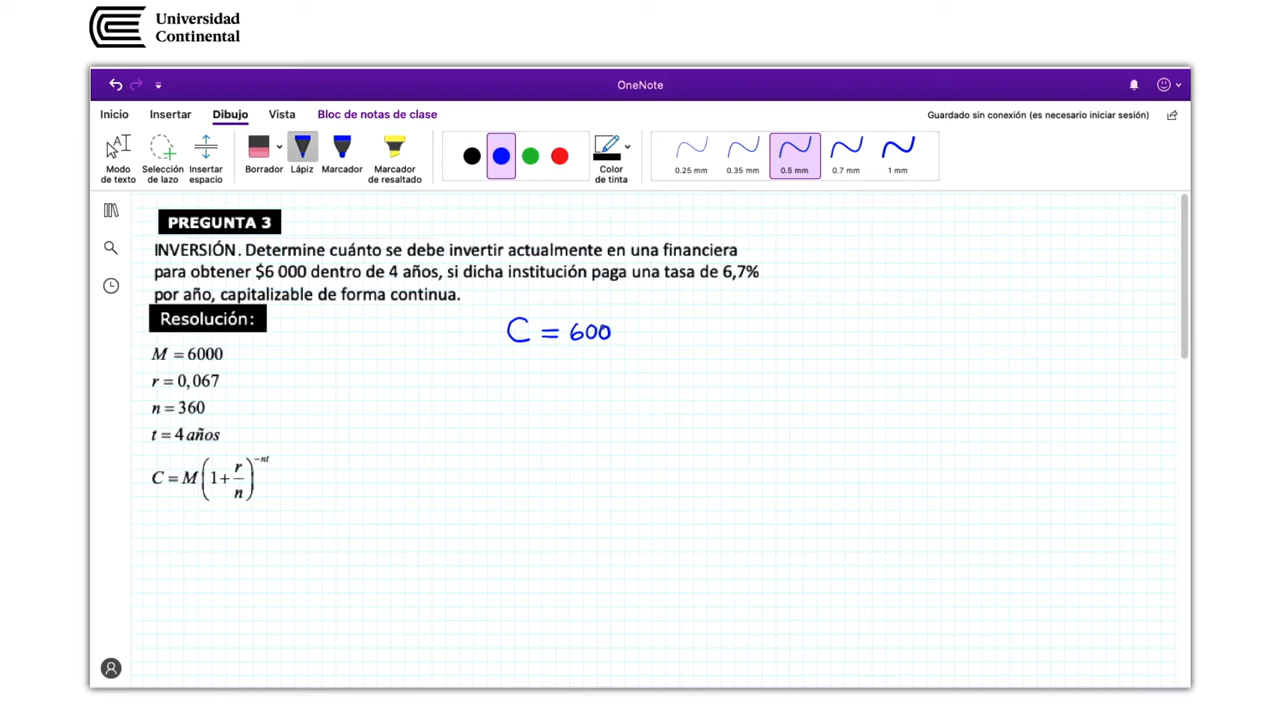 Universidad
Continental
OneNote
Inicio Insertar Dibujo Vista Bloc de notas de clase
Guardado sin conexión (es necesario iniciar sesión)
Modo de texto
Selección de lazo
Insertar espacio
Borrador
Lápiz
Marcador
Marcador de resaltado
Color de tinta
0.25 mm 0.35 mm 0.5 mm 0.7 mm 1 mm
PREGUNTA 3
INVERSIÓN. Determine cuánto se debe invertir actualmente en una financiera
para obtener $6 000 dentro de 4 años, si dicha institución paga una tasa de 6,7%
por año, capitalizable de forma continua.
Resolución:
C = 600
M = 6000
r = 0,067
n = 360
t = 4 años
C = M(1+r/n)^-nt